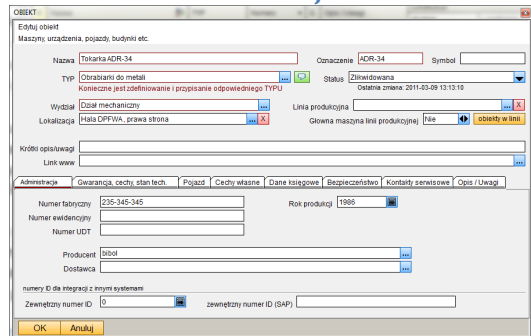 OBIEKT
Edytuj obiekt
Maszyny, urządzenia, pojazdy, budynki etc.
Nazwa Tokarka ADR-34 Oznaczenie ADR-34 Symbol
TYP Obrabiarki do metali ... Status Zlikwidowana
Konieczne jest zdefiniowanie i przypisanie odpowiedniego TYPU Ostatnia zmiana: 2011-03-09 13:13:10
Wydział Dział mechaniczny ... Linia produkcyjna ... X
Lokalizacja Hala DPFWA, prawa strona ... X Głowna maszyna linii produkcyjnej Nie obiekty w linii
Krótki opis/uwagi
Link www ...
Administracja Gwarancja, cechy, stan tech. Pojazd Cechy własne Dane księgowe Bezpieczeństwo Kontakty serwisowe Opis / Uwagi
Numer fabryczny 235-345-345 Rok produkcji 1986
Numer ewidencyjny
Numer UDT
Producent bibol ...
Dostawca ...
numery ID dla integracji z innymi systemami
Zewnętrzny numer ID 0 zewnętrzny numer ID (SAP)
OK Anuluj